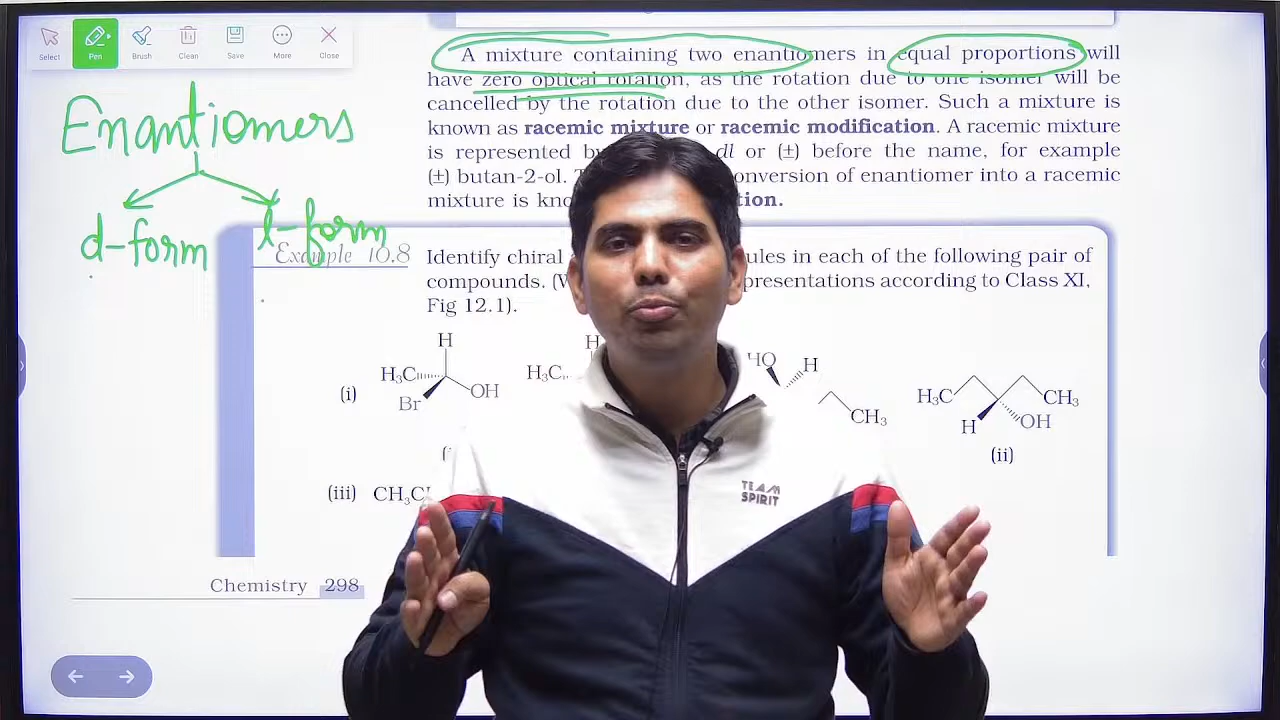 Select Pen Brush Clean Save More Close
A mixture containing two enantiomers in equal proportions will
have zero optical rotation, as the rotation due to one isomer will be
cancelled by the rotation due to the other isomer. Such a mixture is
known as racemic mixture or racemic modification. A racemic mixture
is represented by dl or (±) before the name, for example
(±) butan-2-ol. conversion of enantiomer into a racemic
mixture is
Enantiomers
d-form l-form
Example 10.8
Identify chiral in each of the following pair of
compounds. according to Class XI,
Fig 12.1).
(i)
H
H₃C
Br
OH
H
H₃C
HO
H
CH₃
H₃C
CH₃
H
OH
(ii)
(iii)
Chemistry 298
TEAM
SPIRIT